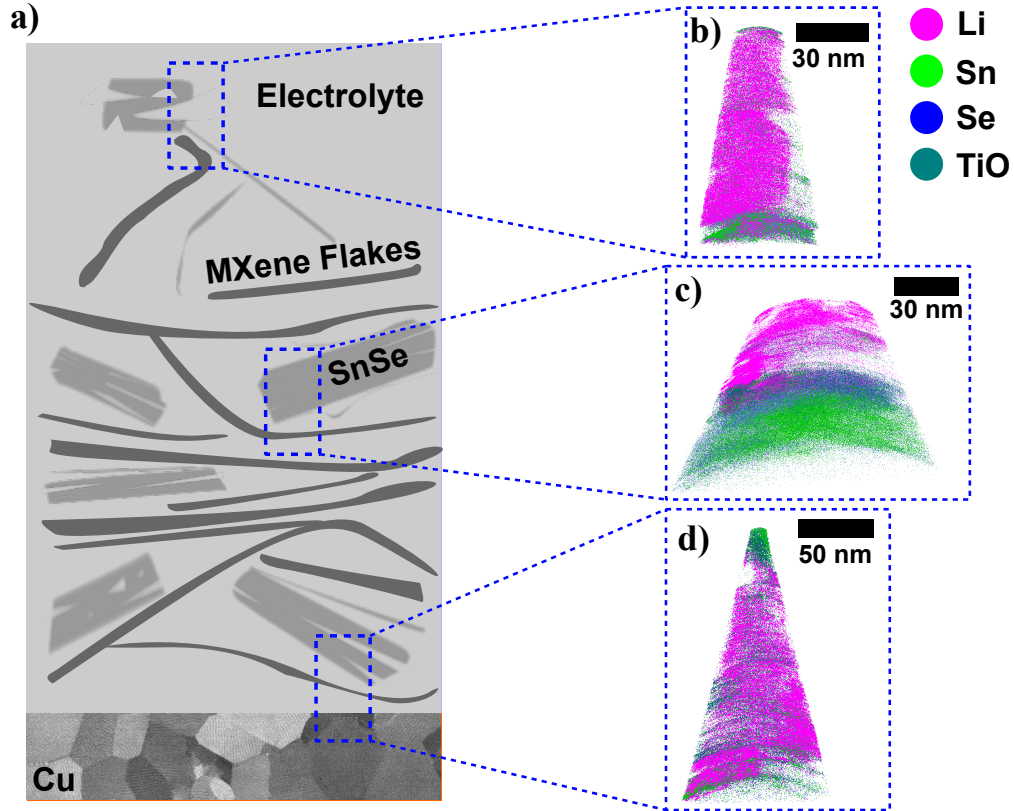 a)
Electrolyte
MXene Flakes
SnSe
Cu
b)
30 nm
c)
30 nm
d)
50 nm
Li
Sn
Se
TiO